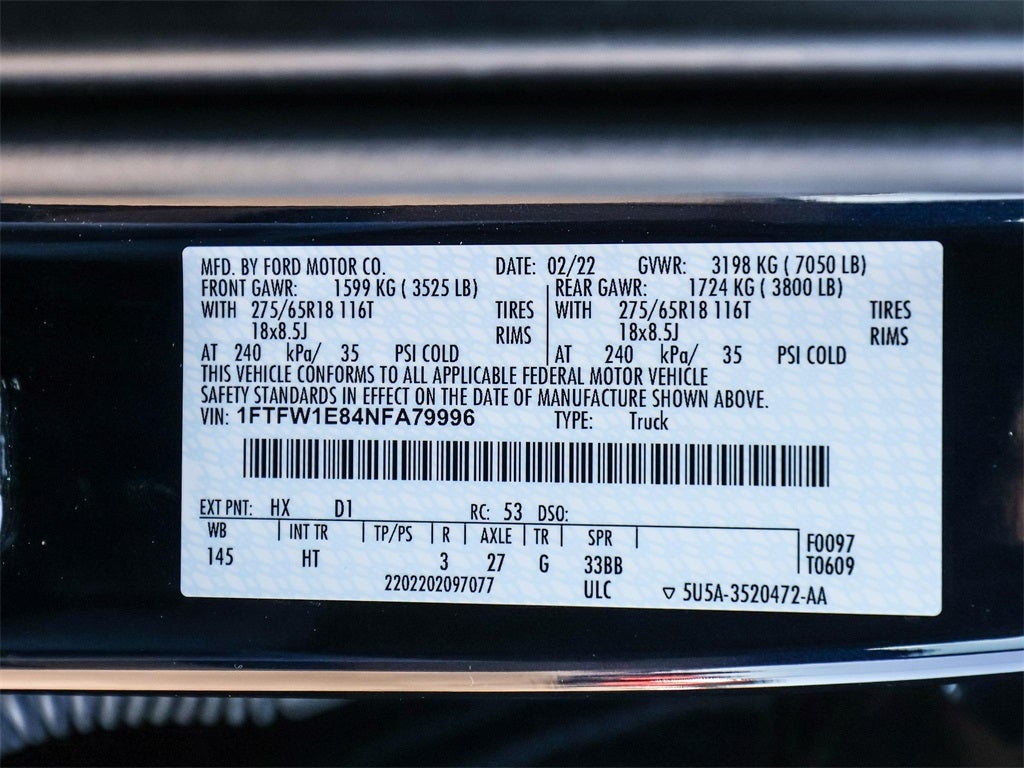 MFD. BY FORD MOTOR CO. DATE: 02/22 GVWR: 3198 KG ( 7050 LB)
FRONT GAWR: 1599 KG ( 3525 LB) REAR GAWR: 1724 KG ( 3800 LB)
WITH 275/65R18 116T TIRES WITH 275/65R18 116T TIRES
18x8.5J RIMS 18x8.5J RIMS
AT 240 kPa/ 35 PSI COLD AT 240 kPa/ 35 PSI COLD
THIS VEHICLE CONFORMS TO ALL APPLICABLE FEDERAL MOTOR VEHICLE
SAFETY STANDARDS IN EFFECT ON THE DATE OF MANUFACTURE SHOWN ABOVE.
VIN: 1FTFW1E84NFA79996 TYPE: Truck
EXT PNT: HX D1 RC: 53 DSO:
WB INT TR TP/PS R AXLE TR SPR F0097
145 HT 3 27 G 33BB T0609
2202202097077 ULC ▽ 5U5A-3520472-AA